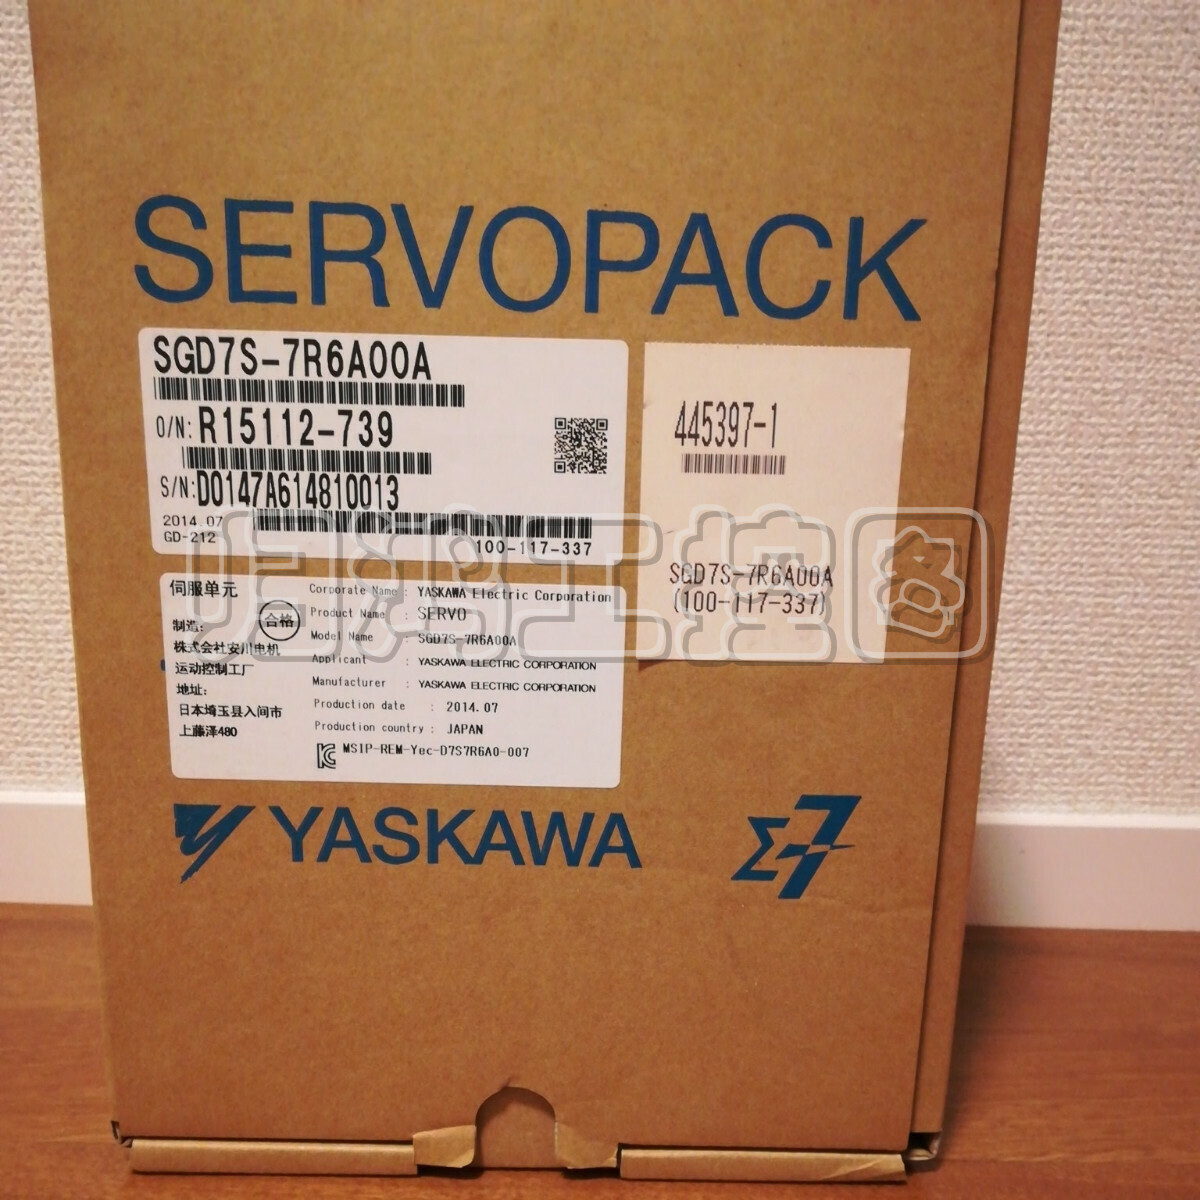 SERVOPACK
SGD7S-7R6A00A
O/N: R15112-739
S/N: D0147A614810013
2014.07
GD-212
100-117-337
445397-1
SGD7S-7R6A00A
(100-117-337)
伺服单元
合格
制造：
株式会社安川电机
运动控制工厂
地址：
日本埼玉县入间市
上藤泽480
Corporate Name : YASKAWA Electric Corporation
Product Name : SERVO
Model Name : SGD7S-7R6A00A
Applicant : YASKAWA ELECTRIC CORPORATION
Manufacturer : YASKAWA ELECTRIC CORPORATION
Production date : 2014.07
Production country : JAPAN
MSIP-REM-Yec-D7S7R6A0-007
YASKAWA
Σ-7